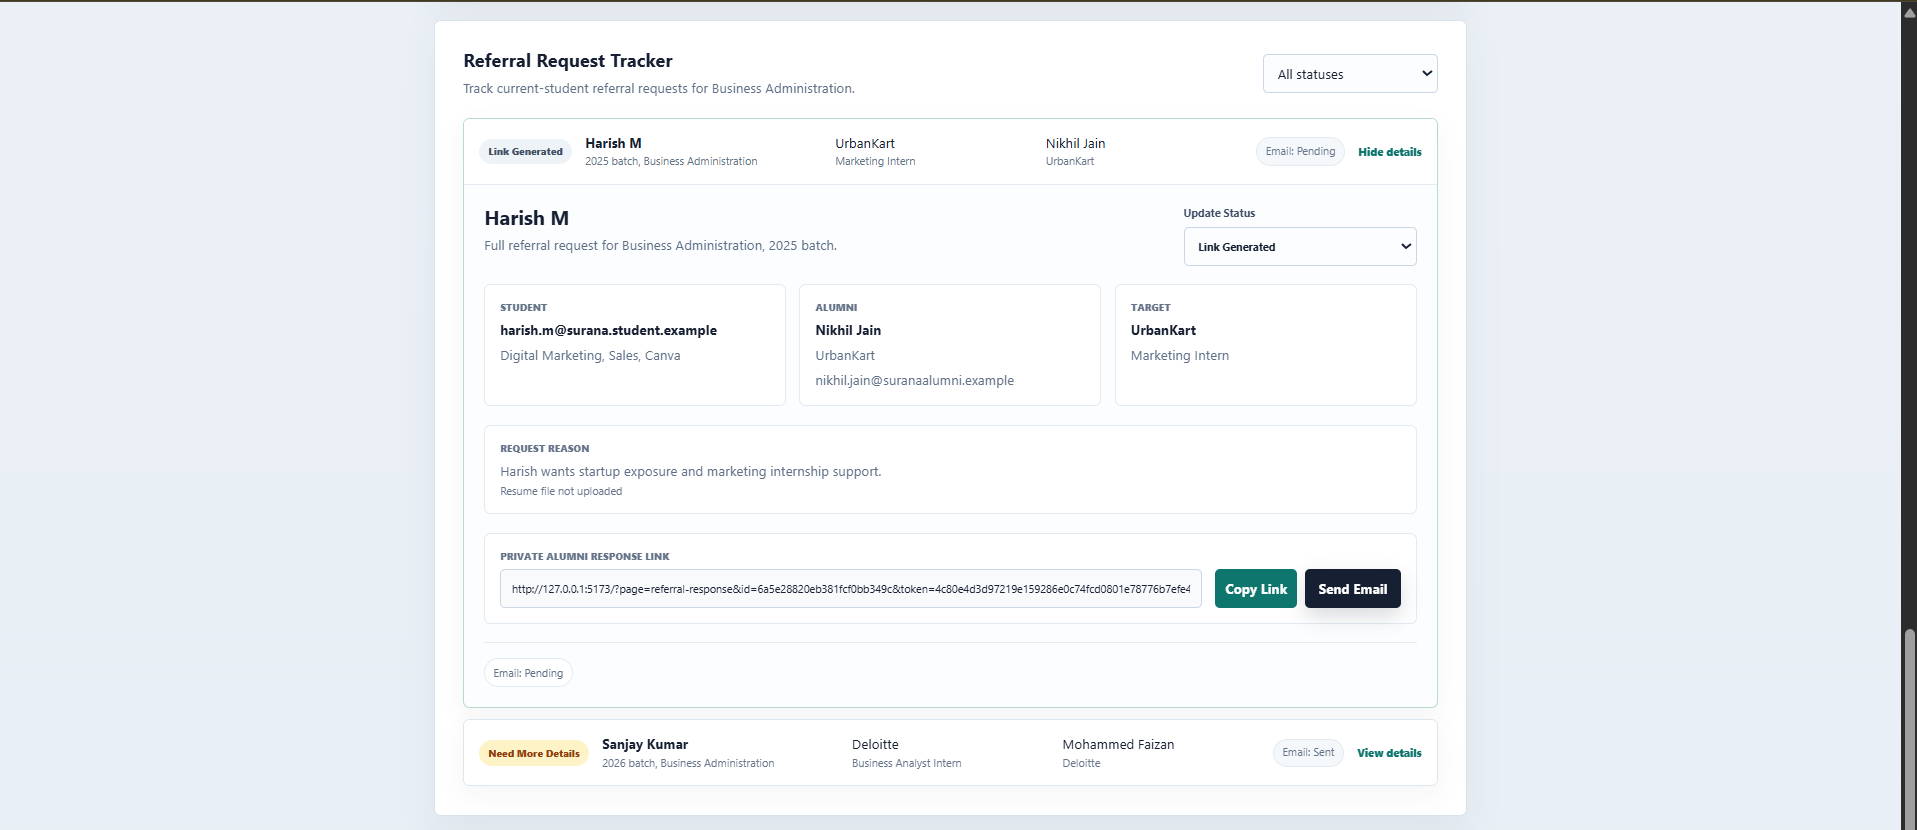 Referral Request Tracker
Track current-student referral requests for Business Administration.
All statuses
Link Generated
Harish M
2025 batch, Business Administration
UrbanKart
Marketing Intern
Nikhil Jain
UrbanKart
Email: Pending
Hide details
Harish M
Full referral request for Business Administration, 2025 batch.
Update Status
Link Generated
STUDENT
harish.m@surana.student.example
Digital Marketing, Sales, Canva
ALUMNI
Nikhil Jain
UrbanKart
nikhil.jain@suranaalumni.example
TARGET
UrbanKart
Marketing Intern
REQUEST REASON
Harish wants startup exposure and marketing internship support.
Resume file not uploaded
PRIVATE ALUMNI RESPONSE LINK
http://127.0.0.1:5173/?page=referral-response&id=6a5e28820eb381fcf0bb349c&token=4c80e4d3d97219e159286e0c74fcd0801e78776b7efe4
Copy Link
Send Email
Email: Pending
Need More Details
Sanjay Kumar
2026 batch, Business Administration
Deloitte
Business Analyst Intern
Mohammed Faizan
Deloitte
Email: Sent
View details